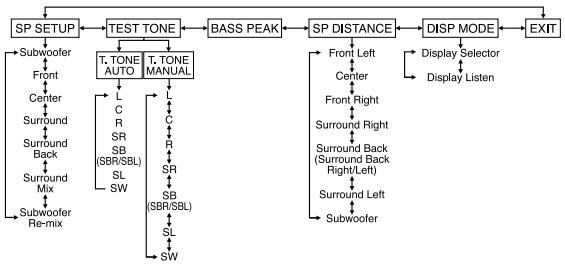 SP SETUP
TEST TONE
BASS PEAK
SP DISTANCE
DISP MODE
EXIT
Subwoofer
Front
Center
Surround
Surround
Back
Surround
Mix
Subwoofer
Re-mix
T. TONE
AUTO
L
C
R
SR
SB
(SBR/SBL)
SL
SW
T. TONE
MANUAL
L
C
R
SR
SB
(SBR/SBL)
SL
SW
Front Left
Center
Front Right
Surround Right
Surround Back
(Surround Back
Right/Left)
Surround Left
Subwoofer
Display Selector
Display Listen